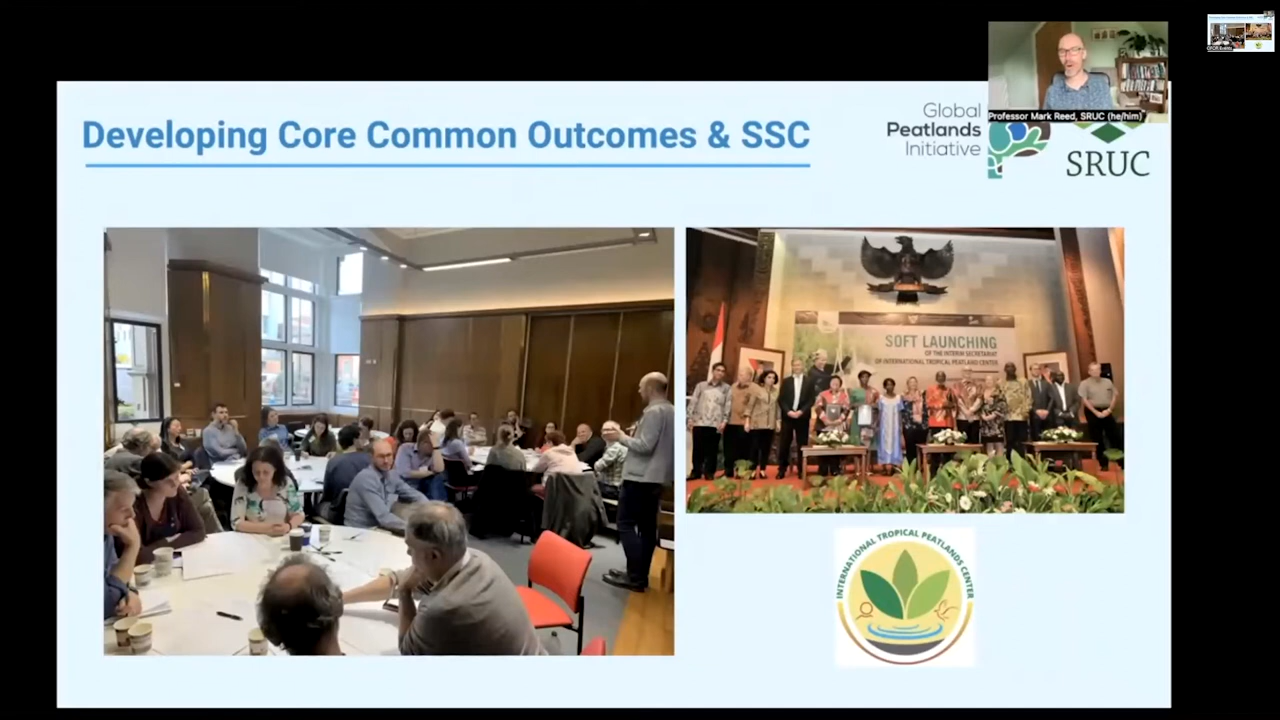 Developing Core Common Outcomes & SSC
Global
Peatlands
Initiative
Professor Mark Reed, SRUC (he/him)
SRUC
SOFT LAUNCHING
OF THE INTERIM SECRETARIAT
OF INTERNATIONAL TROPICAL PEATLAND CENTER
INTERNATIONAL TROPICAL PEATLANDS CENTER